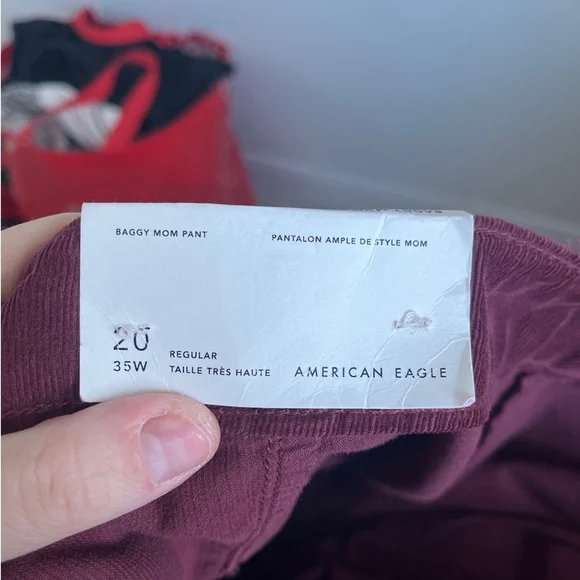 BAGGY MOM PANT
PANTALON AMPLE DE STYLE MOM
20
35W
REGULAR
TAILLE TRÈS HAUTE
AMERICAN EAGLE